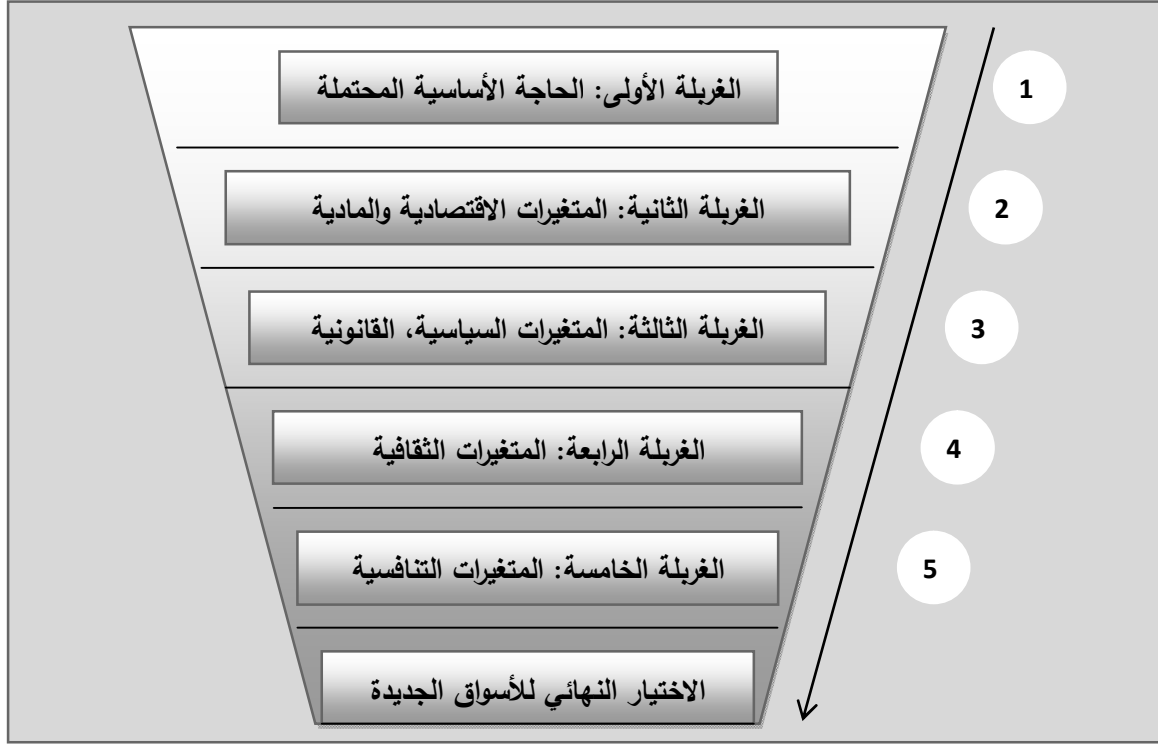 الغربلة الأولى: الحاجة الأساسية المحتملة
1
الغربلة الثانية: المتغيرات الاقتصادية والمادية
2
الغربلة الثالثة: المتغيرات السياسية، القانونية
3
الغربلة الرابعة: المتغيرات الثقافية
4
الغربلة الخامسة: المتغيرات التنافسية
5
الاختيار النهائي للأسواق الجديدة